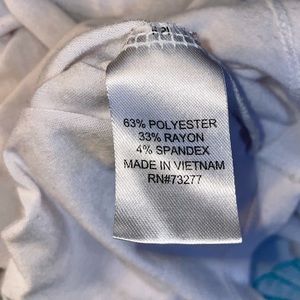 63% POLYESTER
33% RAYON
4% SPANDEX
MADE IN VIETNAM
RN#73277